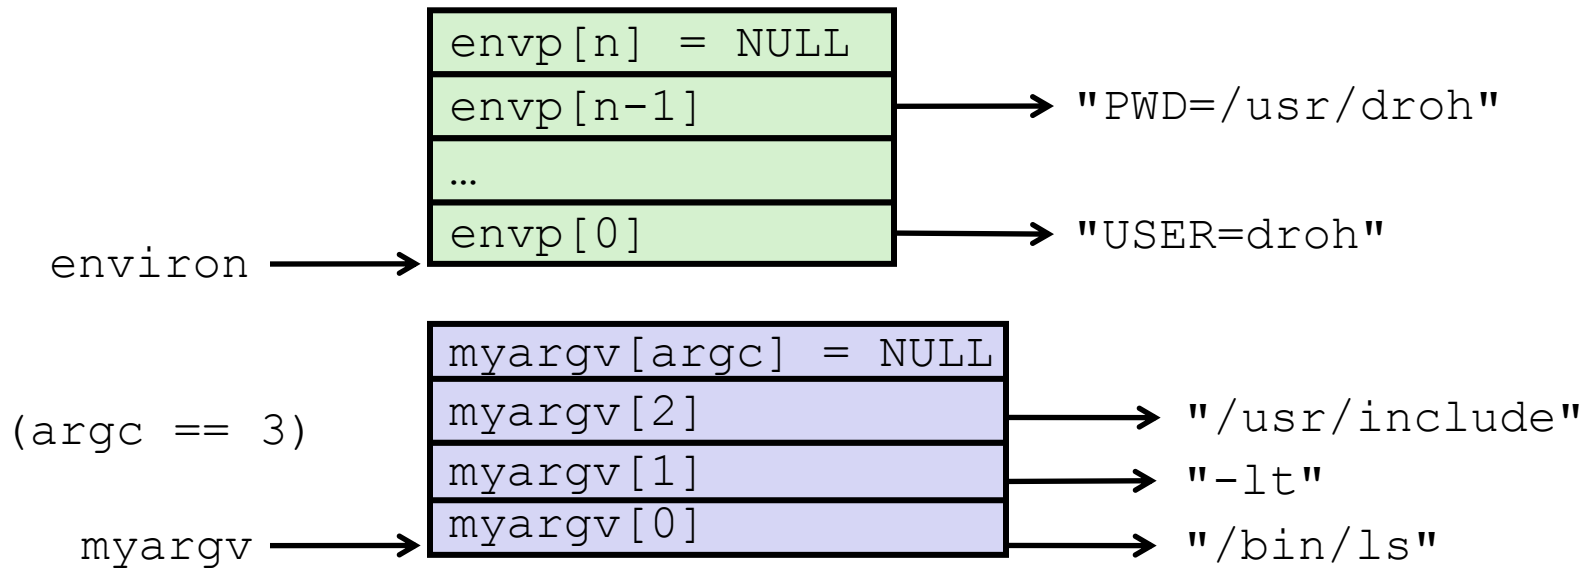 envp[n] = NULL
envp[n-1]
"PWD=/usr/droh"
…
envp[0]
"USER=droh"
environ
myargv[argc] = NULL
myargv[2]
"/usr/include"
(argc == 3)
myargv[1]
"-lt"
myargv[0]
myargv
"/bin/ls"